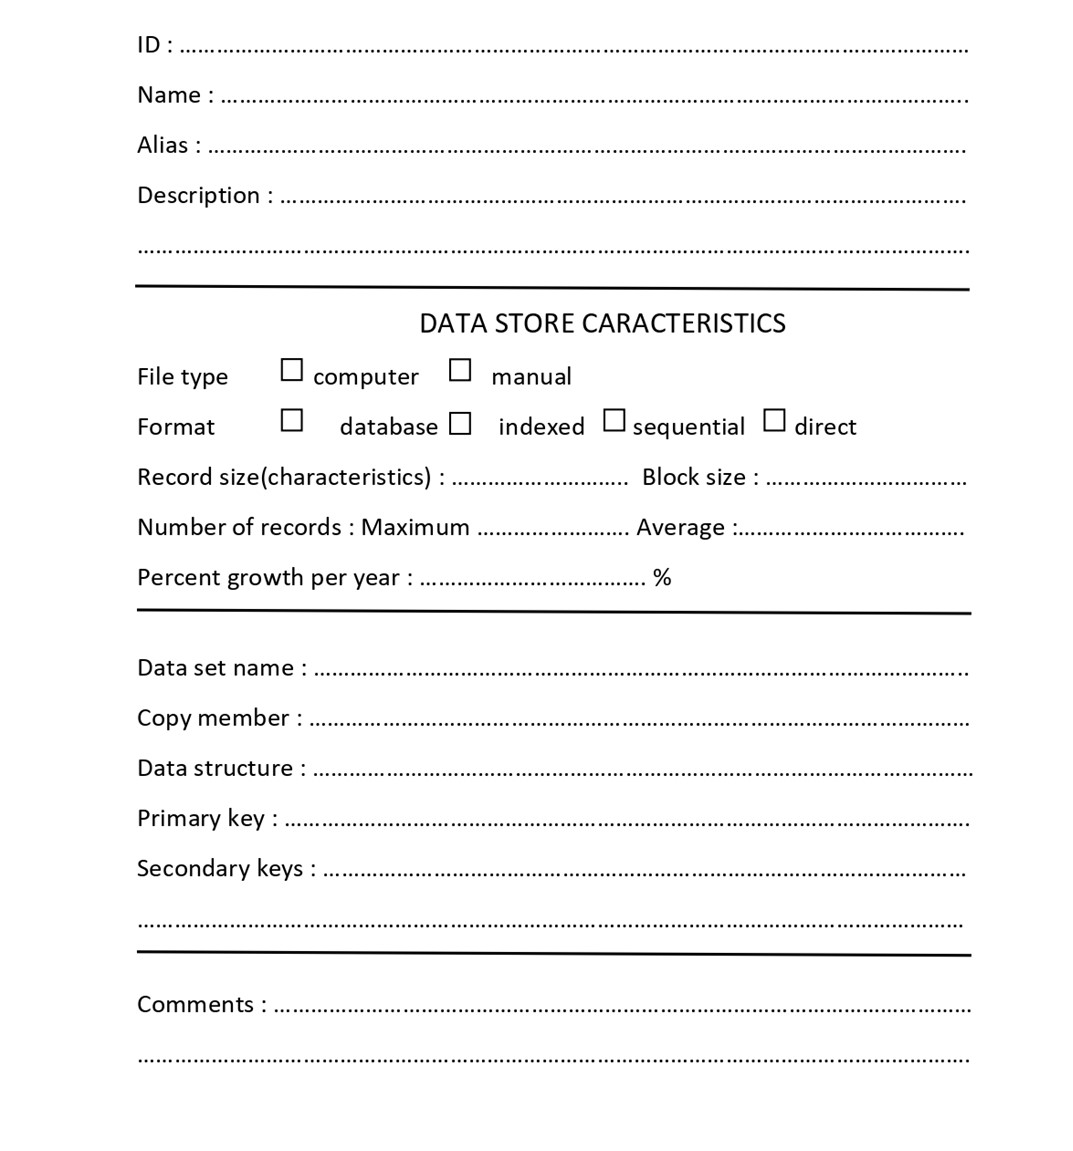 ID : ……………………………………………………………………………………………………………………
Name : ……………………………………………………………………………………………………………..
Alias : ……………………………………………………………………………………………………………….
Description : …………………………………………………………………………………………………….
………………………………………………………………………………………………………………………….
DATA STORE CARACTERISTICS
File type ☐ computer ☐ manual
Format ☐ database ☐ indexed ☐ sequential ☐ direct
Record size(characteristics) : ……………………….. Block size : ……………………………
Number of records : Maximum ……………………. Average :……………………………….
Percent growth per year : ………………………………. %
Data set name : ………………………………………………………………………………………………..
Copy member : …………………………………………………………………………………………………
Data structure : …………………………………………………………………………………………………
Primary key : …………………………………………………………………………………………………….
Secondary keys : ………………………………………………………………………………………………
………………………………………………………………………………………………………………………….
Comments : ………………………………………………………………………………………………………
………………………………………………………………………………………………………………………….